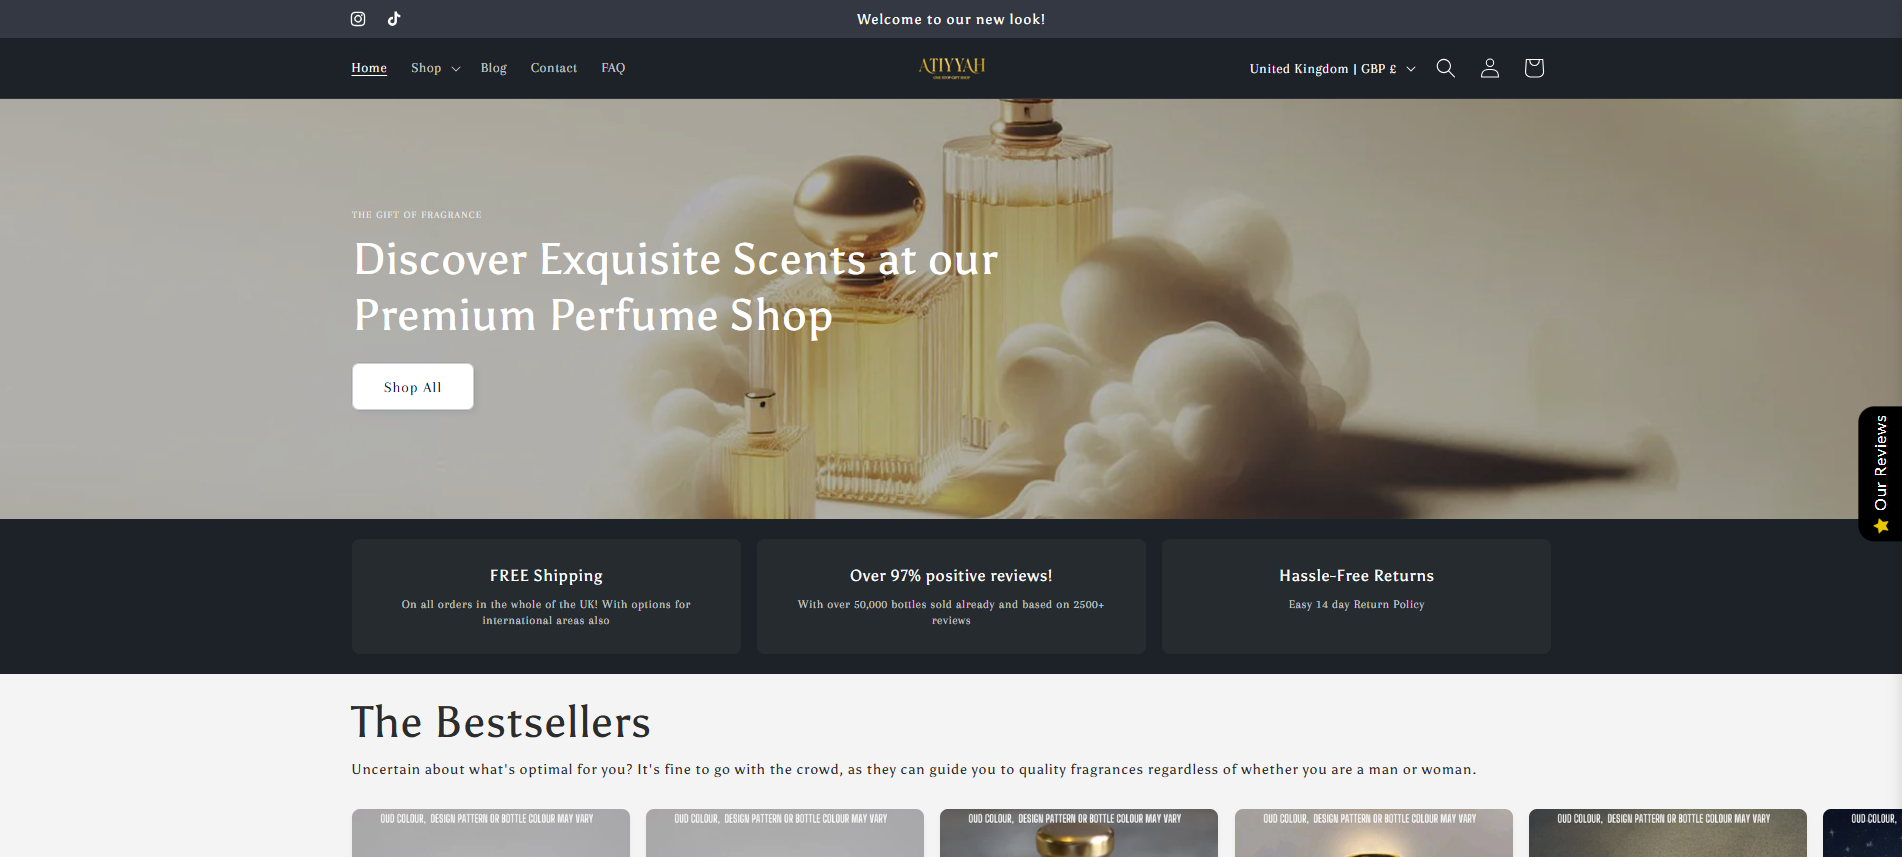 Welcome to our new look!
Home Shop Blog Contact FAQ
ATIYYAH
ONE STOP GIFT SHOP
United Kingdom | GBP £
THE GIFT OF FRAGRANCE
Discover Exquisite Scents at our
Premium Perfume Shop
Shop All
Our Reviews
FREE Shipping
On all orders in the whole of the UK! With options for
international areas also
Over 97% positive reviews!
With over 50,000 bottles sold already and based on 2500+
reviews
Hassle-Free Returns
Easy 14 day Return Policy
The Bestsellers
Uncertain about what's optimal for you? It's fine to go with the crowd, as they can guide you to quality fragrances regardless of whether you are a man or woman.
OUD COLOUR, DESIGN PATTERN OR BOTTLE COLOUR MAY VARY
OUD COLOUR, DESIGN PATTERN OR BOTTLE COLOUR MAY VARY
OUD COLOUR, DESIGN PATTERN OR BOTTLE COLOUR MAY VARY
OUD COLOUR, DESIGN PATTERN OR BOTTLE COLOUR MAY VARY
OUD COLOUR, DESIGN PATTERN OR BOTTLE COLOUR MAY VARY
OUD COLOUR,